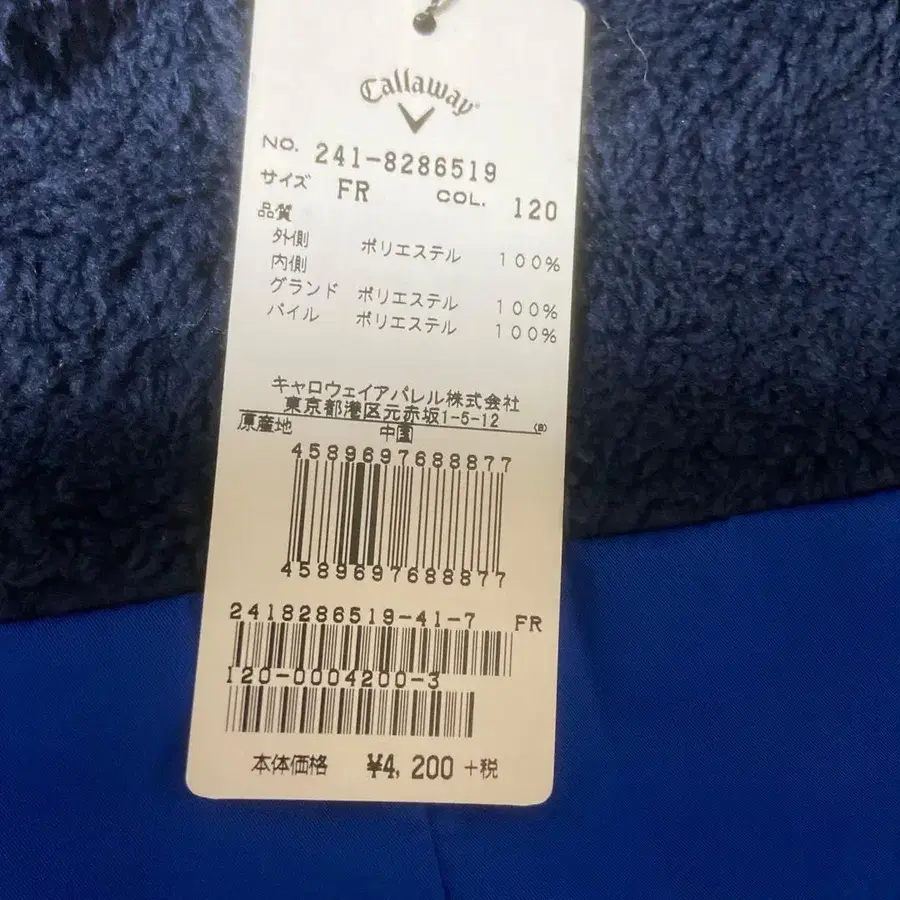 Callaway
NO. 241-8286519
サイズ FR COL. 120
品質
外側 ポリエステル 100%
内側
グランド ポリエステル 100%
パイル ポリエステル 100%
キャロウェイアパレル株式会社
東京都港区元赤坂1-5-12 (B)
原産地 中国
4589697688877
4589697688877
2418286519-41-7 FR
120-0004200-3
本体価格 ¥4,200+税